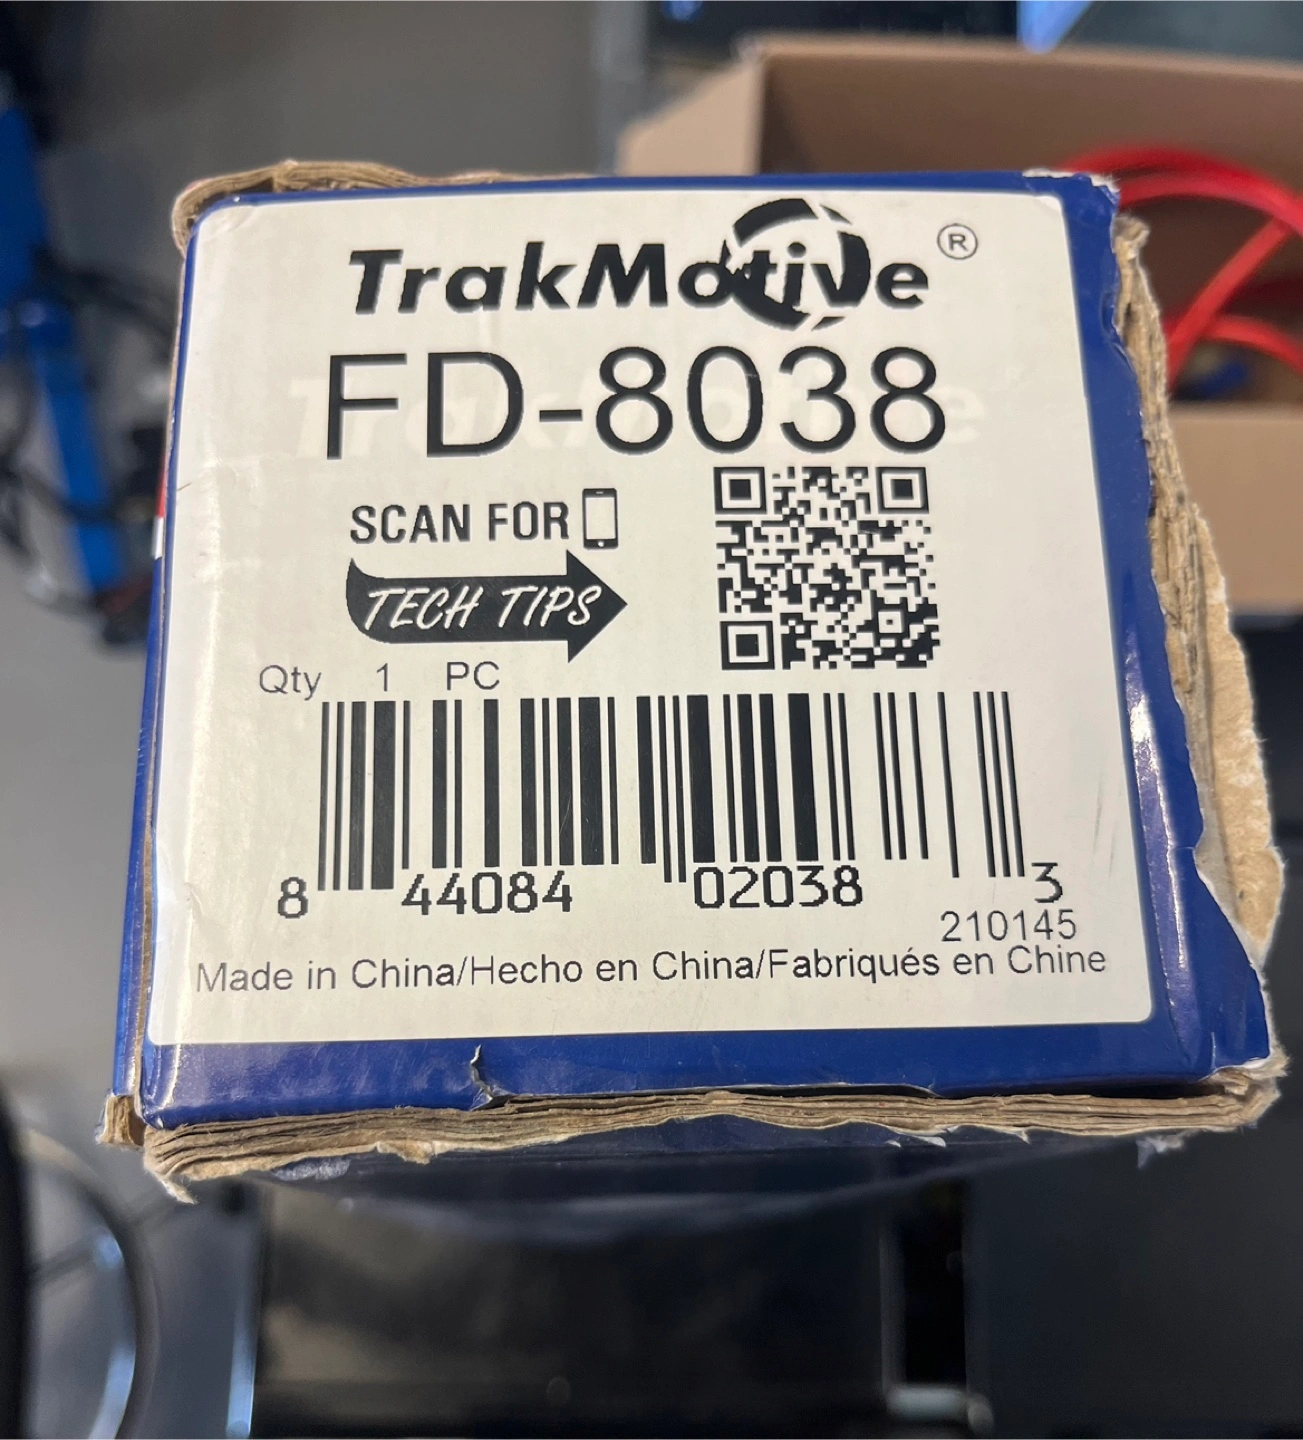 TrakMotive®
FD-8038
SCAN FOR
TECH TIPS
Qty 1 PC
8 44084 02038 3
210145
Made in China/Hecho en China/Fabriqués en Chine